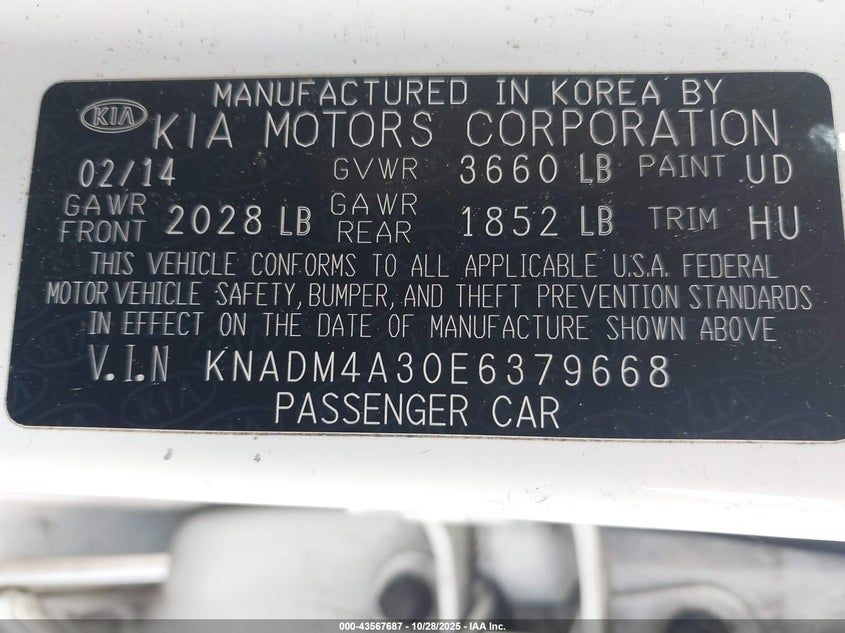 MANUFACTURED IN KOREA BY
KIA KIA MOTORS CORPORATION
02/14 GVWR 3660 LB PAINT UD
GAWR FRONT 2028 LB GAWR REAR 1852 LB TRIM HU
THIS VEHICLE CONFORMS TO ALL APPLICABLE U.S.A. FEDERAL
MOTOR VEHICLE SAFETY, BUMPER, AND THEFT PREVENTION STANDARDS
IN EFFECT ON THE DATE OF MANUFACTURE SHOWN ABOVE
V.I.N KNADM4A30E6379668
PASSENGER CAR
000-43567687 - 10/28/2025 - IAA Inc.